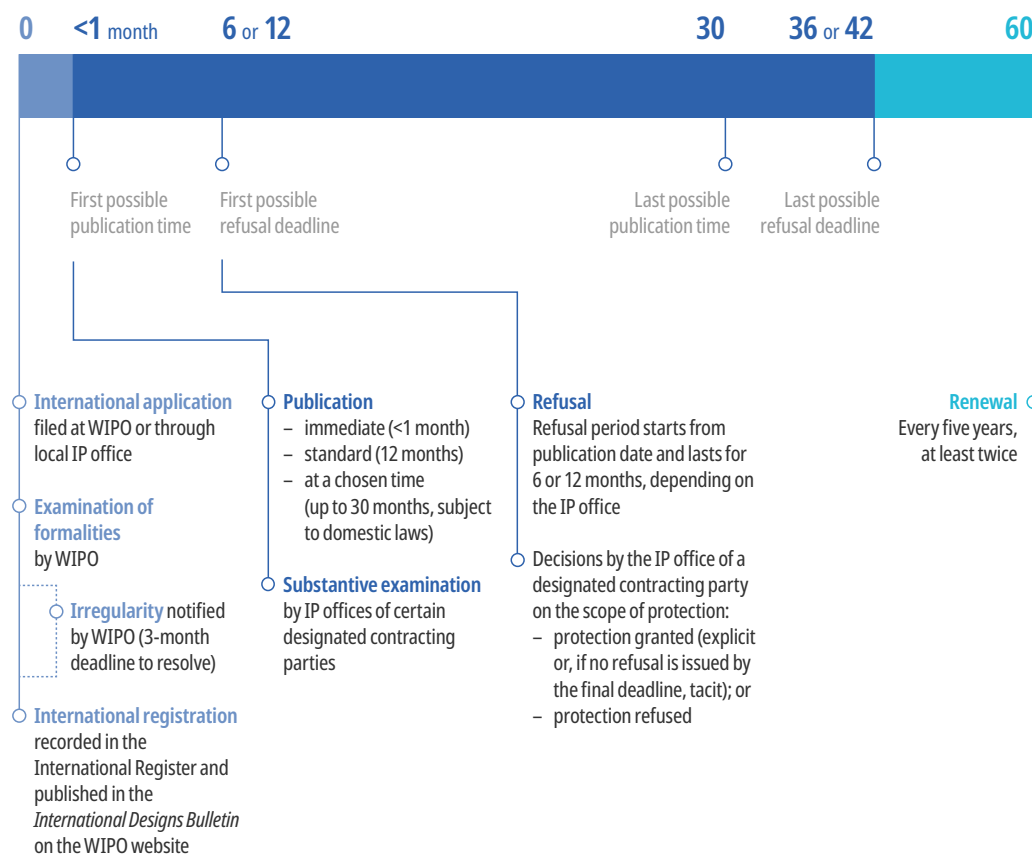 0 <1 month 6 or 12 30 36 or 42 60
First possible
publication time
First possible
refusal deadline
Last possible
publication time
Last possible
refusal deadline
International application
filed at WIPO or through
local IP office
Examination of
formalities
by WIPO
Irregularity notified
by WIPO (3-month
deadline to resolve)
International registration
recorded in the
International Register and
published in the
International Designs Bulletin
on the WIPO website
Publication
– immediate (<1 month)
– standard (12 months)
– at a chosen time
(up to 30 months, subject
to domestic laws)
Substantive examination
by IP offices of certain
designated contracting
parties
Refusal
Refusal period starts from
publication date and lasts for
6 or 12 months, depending on
the IP office
Decisions by the IP office of a
designated contracting party
on the scope of protection:
– protection granted (explicit
or, if no refusal is issued by
the final deadline, tacit); or
– protection refused
Renewal
Every five years,
at least twice